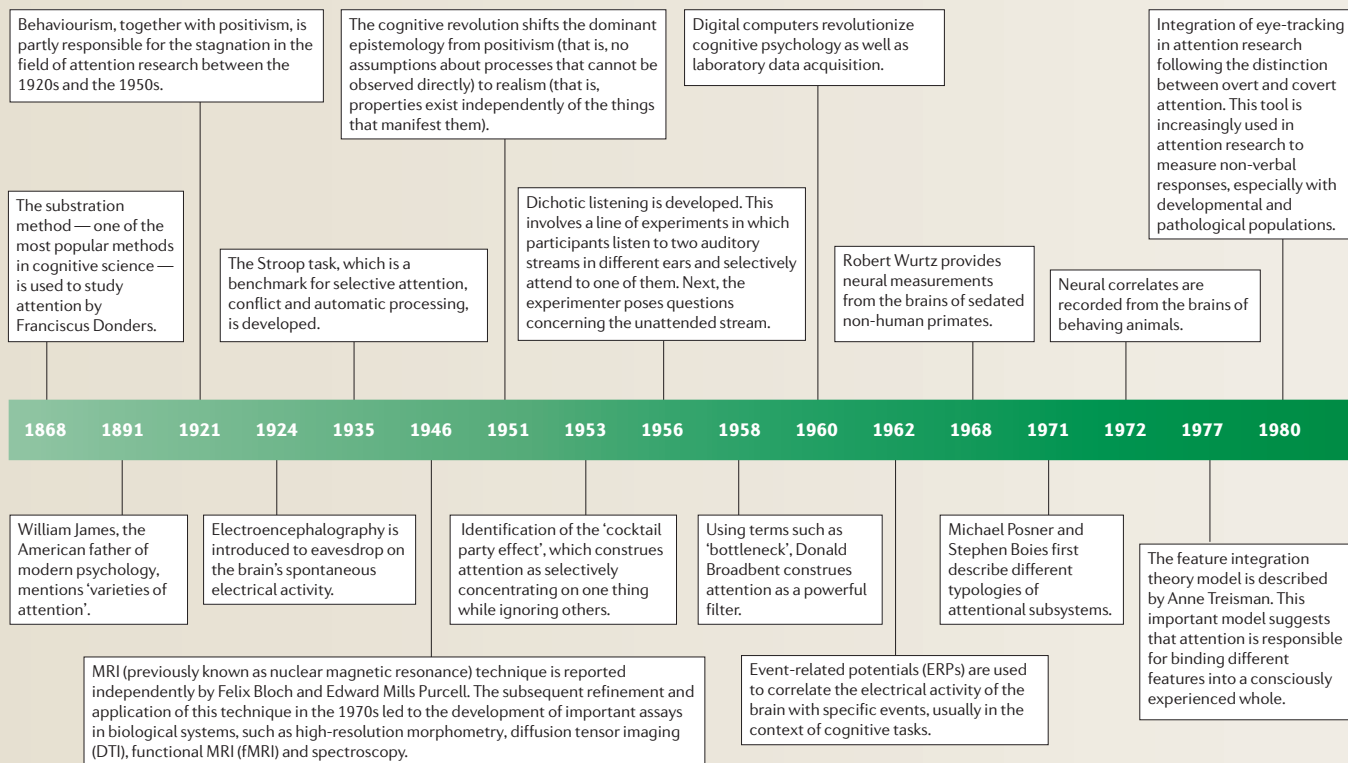 Behaviourism, together with positivism, is
partly responsible for the stagnation in the
field of attention research between the
1920s and the 1950s.
The cognitive revolution shifts the dominant
epistemology from positivism (that is, no
assumptions about processes that cannot be
observed directly) to realism (that is,
properties exist independently of the things
that manifest them).
Digital computers revolutionize
cognitive psychology as well as
laboratory data acquisition.
Integration of eye-tracking
in attention research
following the distinction
between overt and covert
attention. This tool is
increasingly used in
attention research to
measure non-verbal
responses, especially with
developmental and
pathological populations.
The substration
method — one of the
most popular methods
in cognitive science —
is used to study
attention by
Franciscus Donders.
The Stroop task, which is a
benchmark for selective attention,
conflict and automatic processing,
is developed.
Dichotic listening is developed. This
involves a line of experiments in which
participants listen to two auditory
streams in different ears and selectively
attend to one of them. Next, the
experimenter poses questions
concerning the unattended stream.
Robert Wurtz provides
neural measurements
from the brains of sedated
non-human primates.
Neural correlates are
recorded from the brains of
behaving animals.
1868 1891 1921 1924 1935 1946 1951 1953 1956 1958 1960 1962 1968 1971 1972 1977 1980
William James, the
American father of
modern psychology,
mentions ‘varieties of
attention’.
Electroencephalography is
introduced to eavesdrop on
the brain’s spontaneous
electrical activity.
Identification of the ‘cocktail
party effect’, which construes
attention as selectively
concentrating on one thing
while ignoring others.
Using terms such as
‘bottleneck’, Donald
Broadbent construes
attention as a powerful
filter.
Michael Posner and
Stephen Boies first
describe different
typologies of
attentional subsystems.
The feature integration
theory model is described
by Anne Treisman. This
important model suggests
that attention is responsible
for binding different
features into a consciously
experienced whole.
MRI (previously known as nuclear magnetic resonance) technique is reported
independently by Felix Bloch and Edward Mills Purcell. The subsequent refinement and
application of this technique in the 1970s led to the development of important assays
in biological systems, such as high-resolution morphometry, diffusion tensor imaging
(DTI), functional MRI (fMRI) and spectroscopy.
Event-related potentials (ERPs) are used
to correlate the electrical activity of the
brain with specific events, usually in the
context of cognitive tasks.